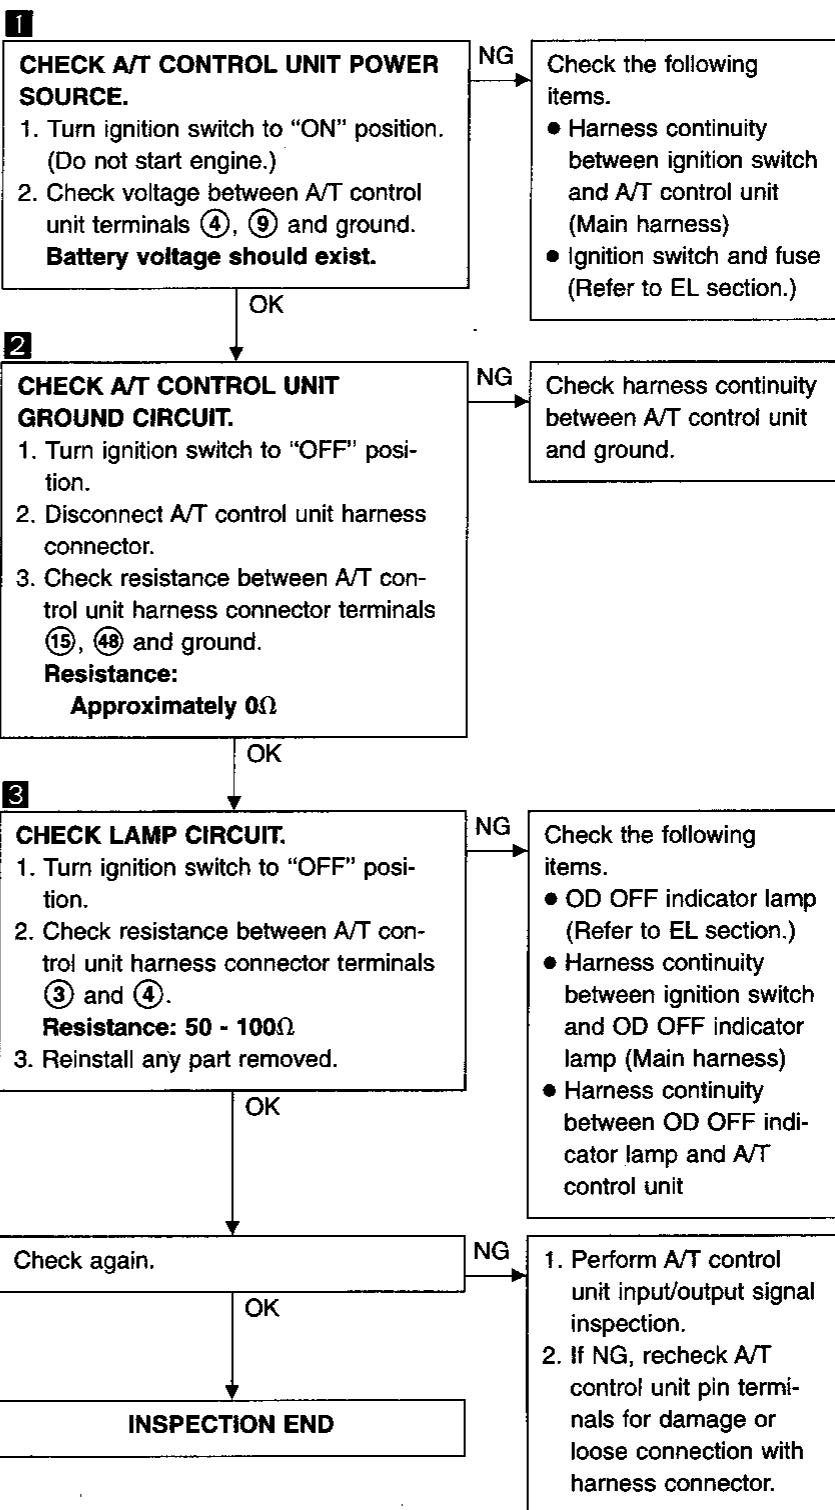 1
CHECK A/T CONTROL UNIT POWER
SOURCE.
1. Turn ignition switch to “ON” position.
(Do not start engine.)
2. Check voltage between A/T control
unit terminals ④, ⑨ and ground.
Battery voltage should exist.
NG
Check the following
items.
● Harness continuity
between ignition switch
and A/T control unit
(Main harness)
● Ignition switch and fuse
(Refer to EL section.)
OK
2
CHECK A/T CONTROL UNIT
GROUND CIRCUIT.
1. Turn ignition switch to “OFF” posi-
tion.
2. Disconnect A/T control unit harness
connector.
3. Check resistance between A/T con-
trol unit harness connector terminals
⑮, ㊽ and ground.
Resistance:
Approximately 0Ω
NG
Check harness continuity
between A/T control unit
and ground.
OK
3
CHECK LAMP CIRCUIT.
1. Turn ignition switch to “OFF” posi-
tion.
2. Check resistance between A/T con-
trol unit harness connector terminals
③ and ④.
Resistance: 50 - 100Ω
3. Reinstall any part removed.
NG
Check the following
items.
● OD OFF indicator lamp
(Refer to EL section.)
● Harness continuity
between ignition switch
and OD OFF indicator
lamp (Main harness)
● Harness continuity
between OD OFF indi-
cator lamp and A/T
control unit
OK
Check again.
NG
1. Perform A/T control
unit input/output signal
inspection.
2. If NG, recheck A/T
control unit pin termi-
nals for damage or
loose connection with
harness connector.
OK
INSPECTION END